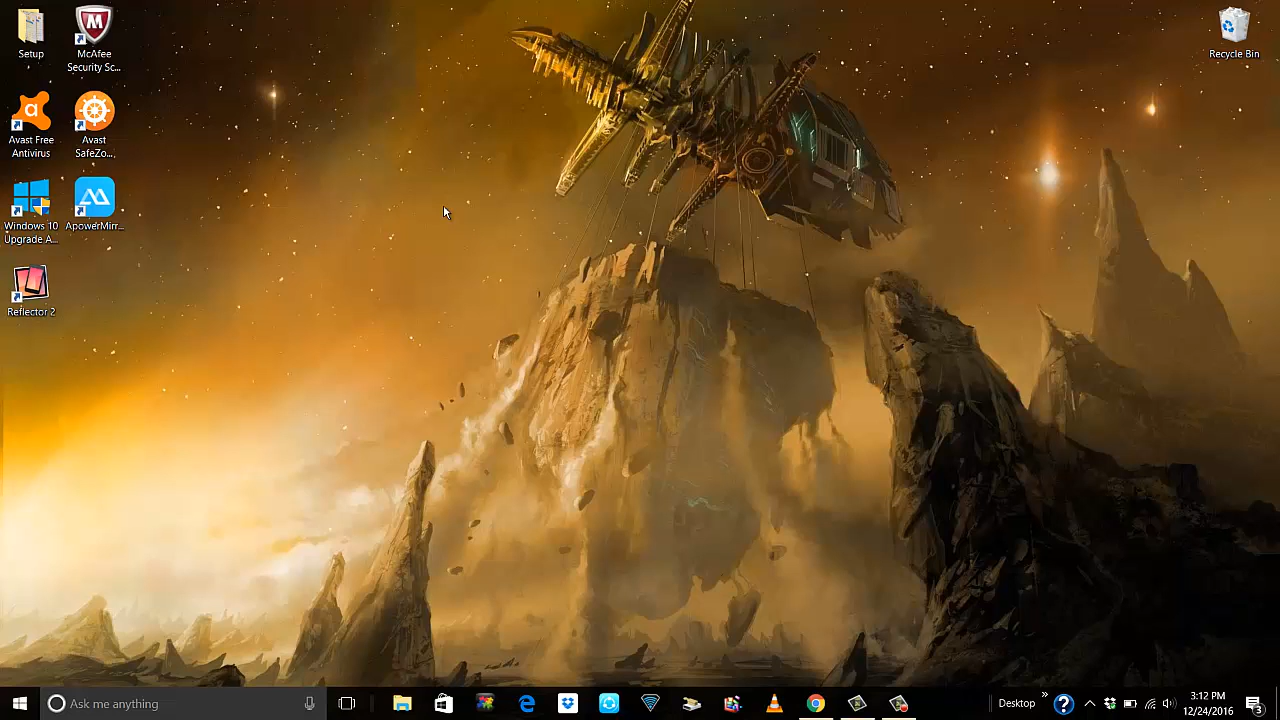 Setup
McAfee
Security Sc...
Avast Free
Antivirus
Avast
SafeZo...
Windows 10
Upgrade A...
ApowerMirr...
Reflector 2
Recycle Bin
Ask me anything
Desktop
3:12 PM
12/24/2016
3